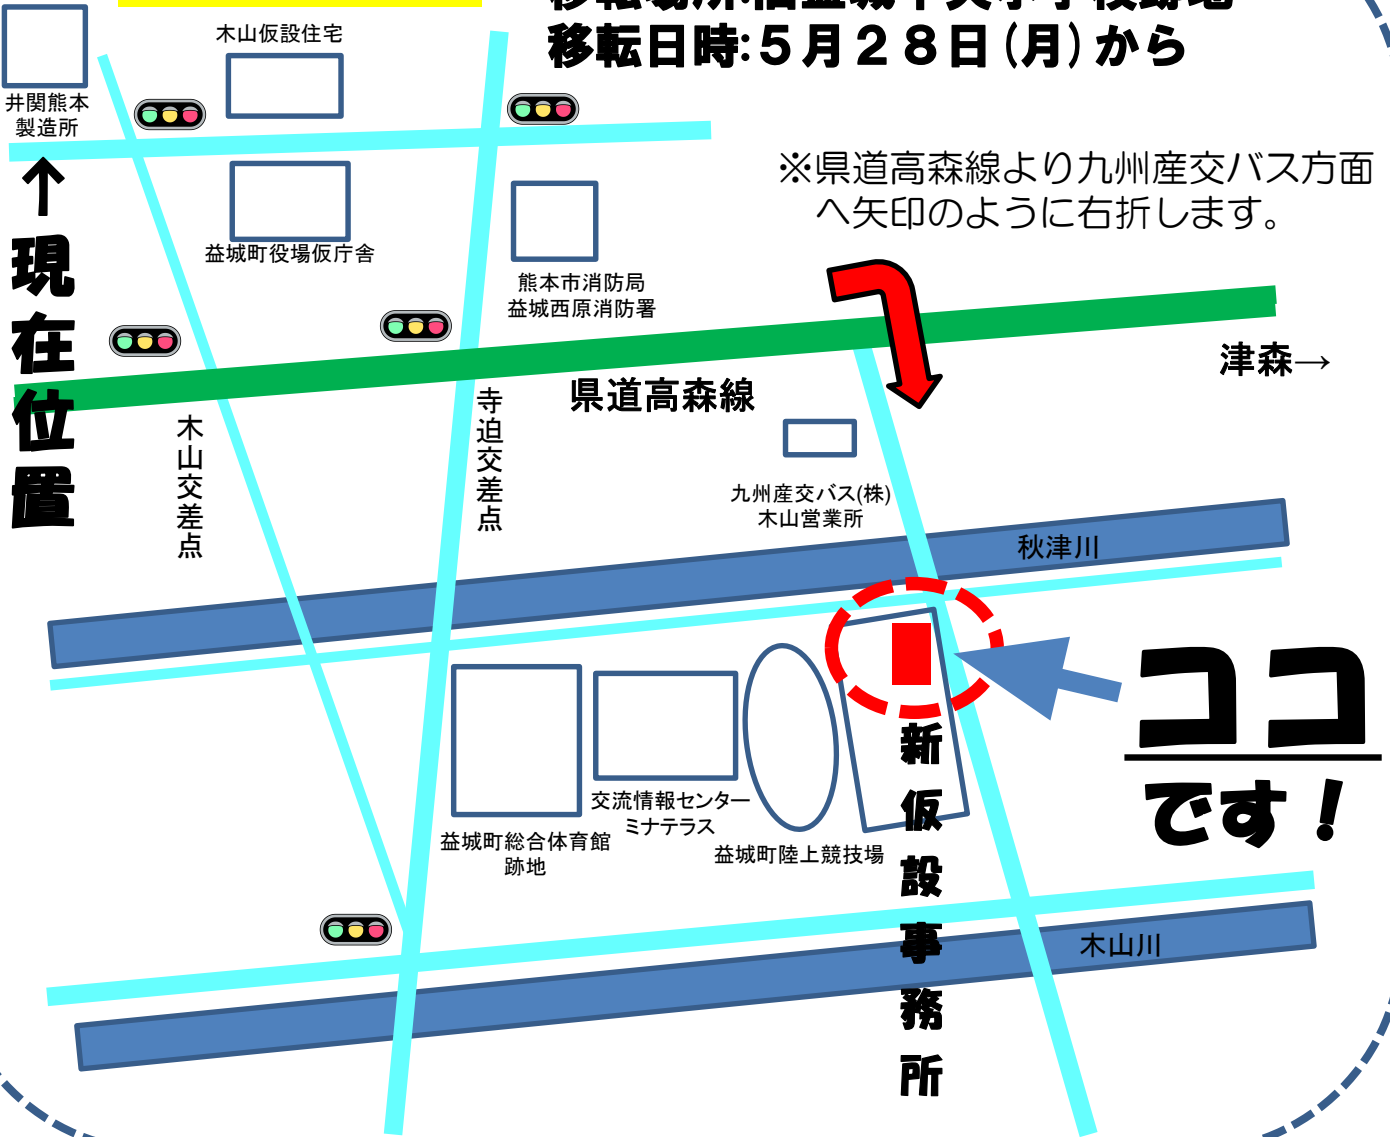 移転日時:５月２８日(月)から
木山仮設住宅
井関熊本
製造所
↑現在位置
※県道高森線より九州産交バス方面
へ矢印のように右折します。
益城町役場仮庁舎
熊本市消防局
益城西原消防署
津森→
県道高森線
木山交差点
寺迫交差点
九州産交バス(株)
木山営業所
秋津川
ココ
です！
新仮設事務所
交流情報センター
ミナテラス
益城町総合体育館
跡地
益城町陸上競技場
木山川